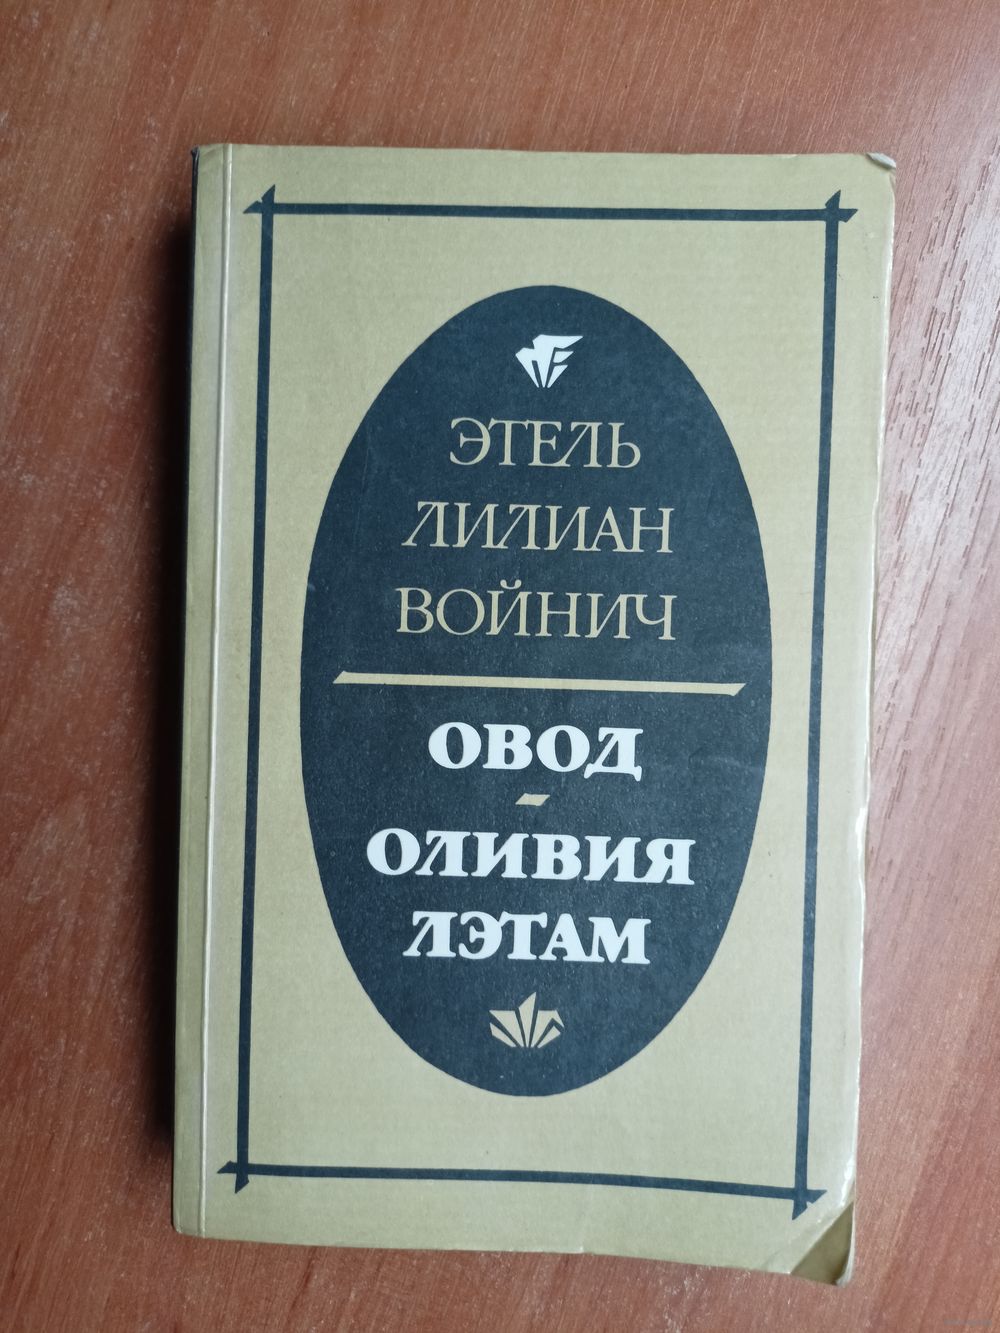 ЭТЕЛЬ
ЛИЛИАН
ВОЙНИЧ
ОВОД
-
ОЛИВИЯ
ЛЭТАМ